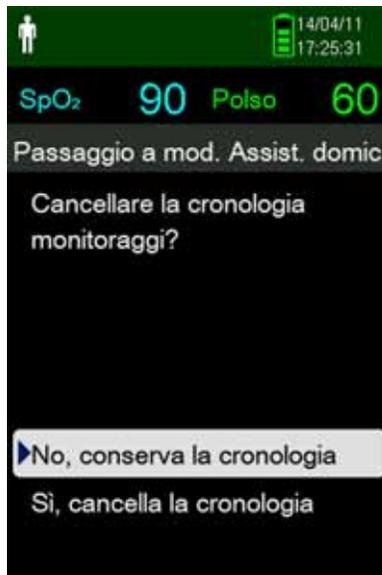 14/04/11
17:25:31
SpO₂ 90 Polso 60
Passaggio a mod. Assist. domic
Cancellare la cronologia
monitoraggi?
No, conserva la cronologia
Sì, cancella la cronologia